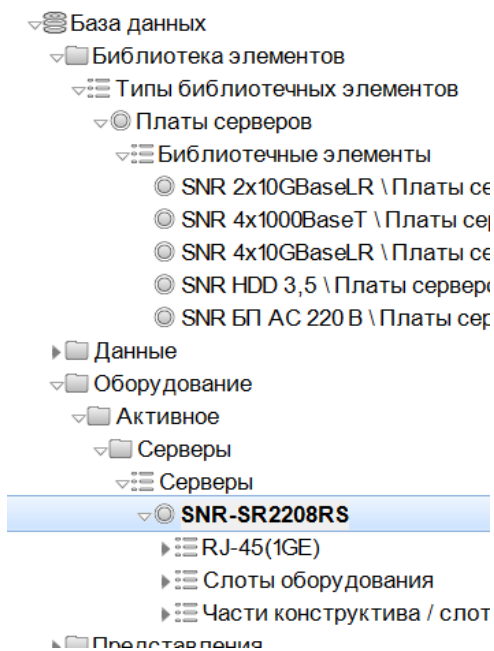 База данных
Библиотека элементов
Типы библиотечных элементов
Платы серверов
Библиотечные элементы
SNR 2x10GBaseLR \ Платы се
SNR 4x1000BaseT \ Платы сер
SNR 4x10GBaseLR \ Платы се
SNR HDD 3,5 \ Платы серверо
SNR БП AC 220 В \ Платы сер
Данные
Оборудование
Активное
Серверы
Серверы
SNR-SR2208RS
RJ-45(1GE)
Слоты оборудования
Части конструктива / слот
Представления